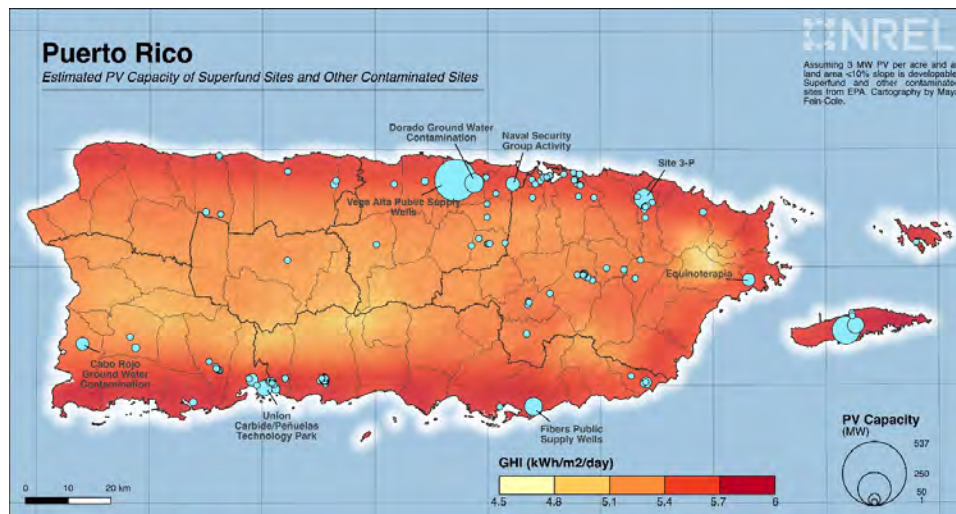 Puerto Rico
Estimated PV Capacity of Superfund Sites and Other Contaminated Sites
NREL
Assuming 3 MW PV per acre and
land area <10% slope is developable
Superfund and other contaminated
sites from EPA. Cartography by
Fein-Cole.
Dorado Ground Water
Contamination
Naval Security
Group Activity
Site 3-P
Vega Alta Public Supply
Wells
Equinoterapia
Cabo Rojo
Ground Water
Contamination
Union
Carbide/Peñuelas
Technology Park
Fibers Public
Supply Wells
PV Capacity
(MW)
537
250
50
1
GHI (kWh/m2/day)
4.5 4.8 5.1 5.4 5.7 6
0 10 20 km